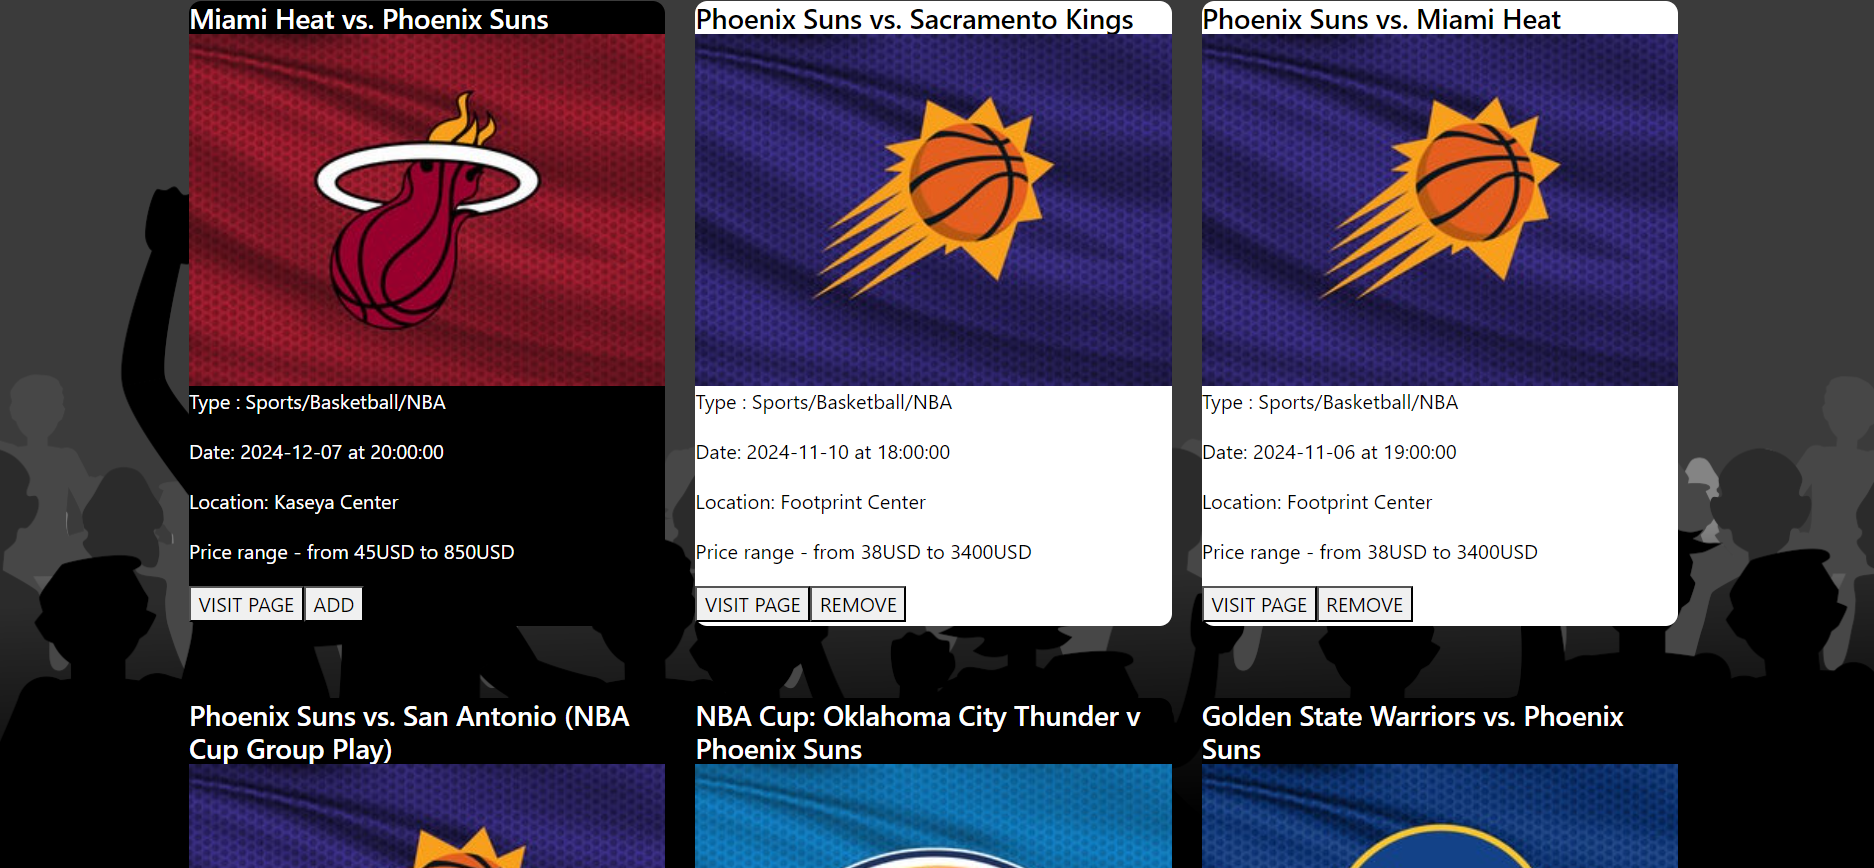 Miami Heat vs. Phoenix Suns
Type : Sports/Basketball/NBA
Date: 2024-12-07 at 20:00:00
Location: Kaseya Center
Price range - from 45USD to 850USD
VISIT PAGE ADD
Phoenix Suns vs. Sacramento Kings
Type : Sports/Basketball/NBA
Date: 2024-11-10 at 18:00:00
Location: Footprint Center
Price range - from 38USD to 3400USD
VISIT PAGE REMOVE
Phoenix Suns vs. Miami Heat
Type : Sports/Basketball/NBA
Date: 2024-11-06 at 19:00:00
Location: Footprint Center
Price range - from 38USD to 3400USD
VISIT PAGE REMOVE
Phoenix Suns vs. San Antonio (NBA
Cup Group Play)
NBA Cup: Oklahoma City Thunder v
Phoenix Suns
Golden State Warriors vs. Phoenix
Suns